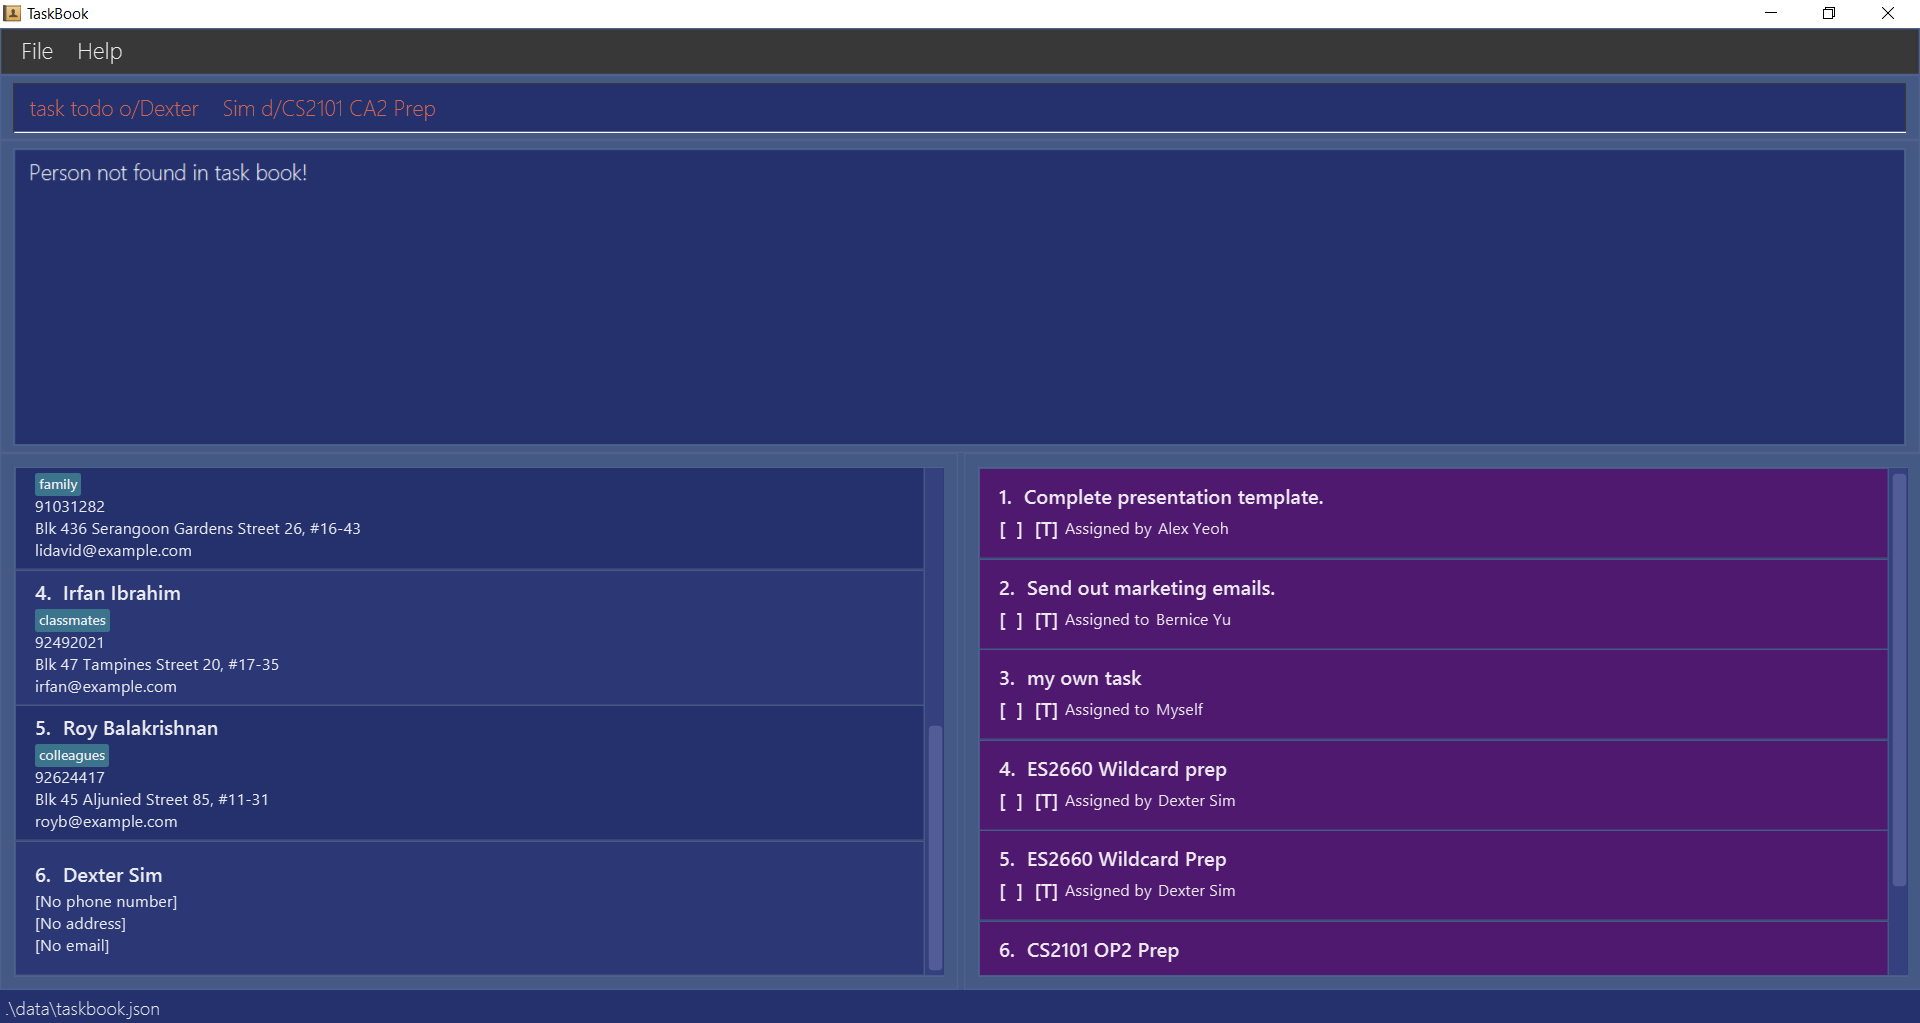 TaskBook
File Help
task todo o/Dexter    Sim d/CS2101 CA2 Prep
Person not found in task book!
family
91031282
Blk 436 Serangoon Gardens Street 26, #16-43
lidavid@example.com
4. Irfan Ibrahim
classmates
92492021
Blk 47 Tampines Street 20, #17-35
irfan@example.com
5. Roy Balakrishnan
colleagues
92624417
Blk 45 Aljunied Street 85, #11-31
royb@example.com
6. Dexter Sim
[No phone number]
[No address]
[No email]
1. Complete presentation template.
[ ] [T] Assigned by Alex Yeoh
2. Send out marketing emails.
[ ] [T] Assigned to Bernice Yu
3. my own task
[ ] [T] Assigned to Myself
4. ES2660 Wildcard prep
[ ] [T] Assigned by Dexter Sim
5. ES2660 Wildcard Prep
[ ] [T] Assigned by Dexter Sim
6. CS2101 OP2 Prep
.\data\taskbook.json